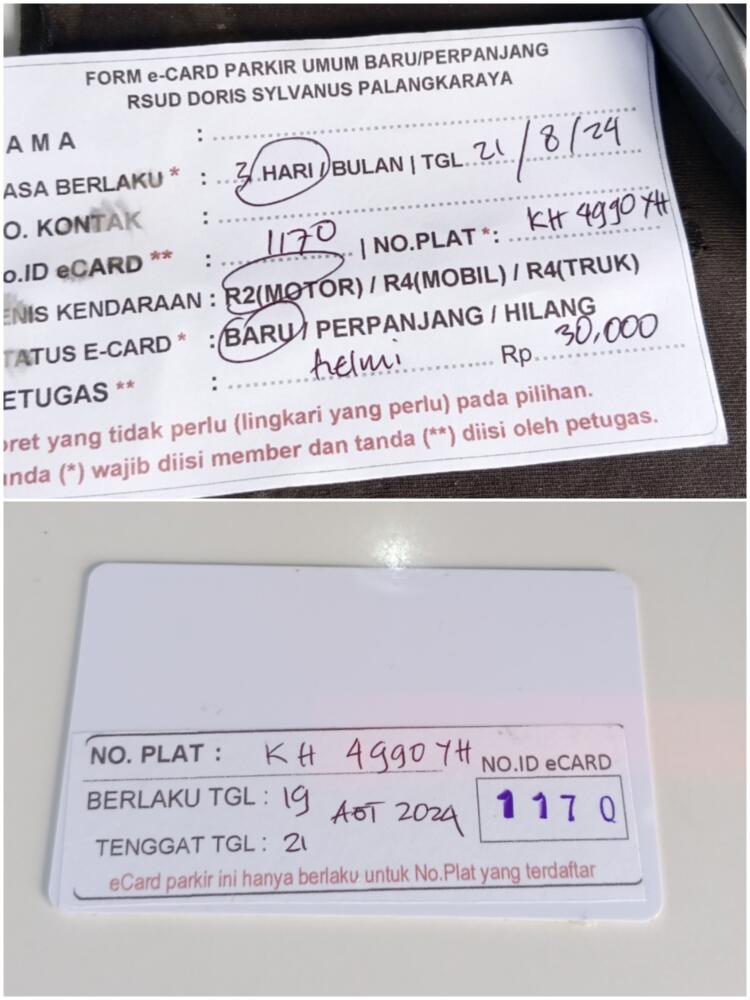 FORM e-CARD PARKIR UMUM BARU/PERPANJANG
RSUD DORIS SYLVANUS PALANGKARAYA
AMA :
ASA BERLAKU * : 3 HARI / BULAN | TGL 21/8/24
O. KONTAK :
o.ID eCARD ** : 1170 | NO.PLAT *: KH 4990 YH
ENIS KENDARAAN : R2(MOTOR) / R4(MOBIL) / R4(TRUK)
TATUS E-CARD * : BARU / PERPANJANG / HILANG
ETUGAS ** : helmi Rp. 30,000
oret yang tidak perlu (lingkari yang perlu) pada pilihan.
anda (*) wajib diisi member dan tanda (**) diisi oleh petugas.
NO. PLAT : KH 4990 YH
NO.ID eCARD
BERLAKU TGL : 19 AGT 2024
1170
TENGGAT TGL : 21
eCard parkir ini hanya berlaku untuk No.Plat yang terdaftar